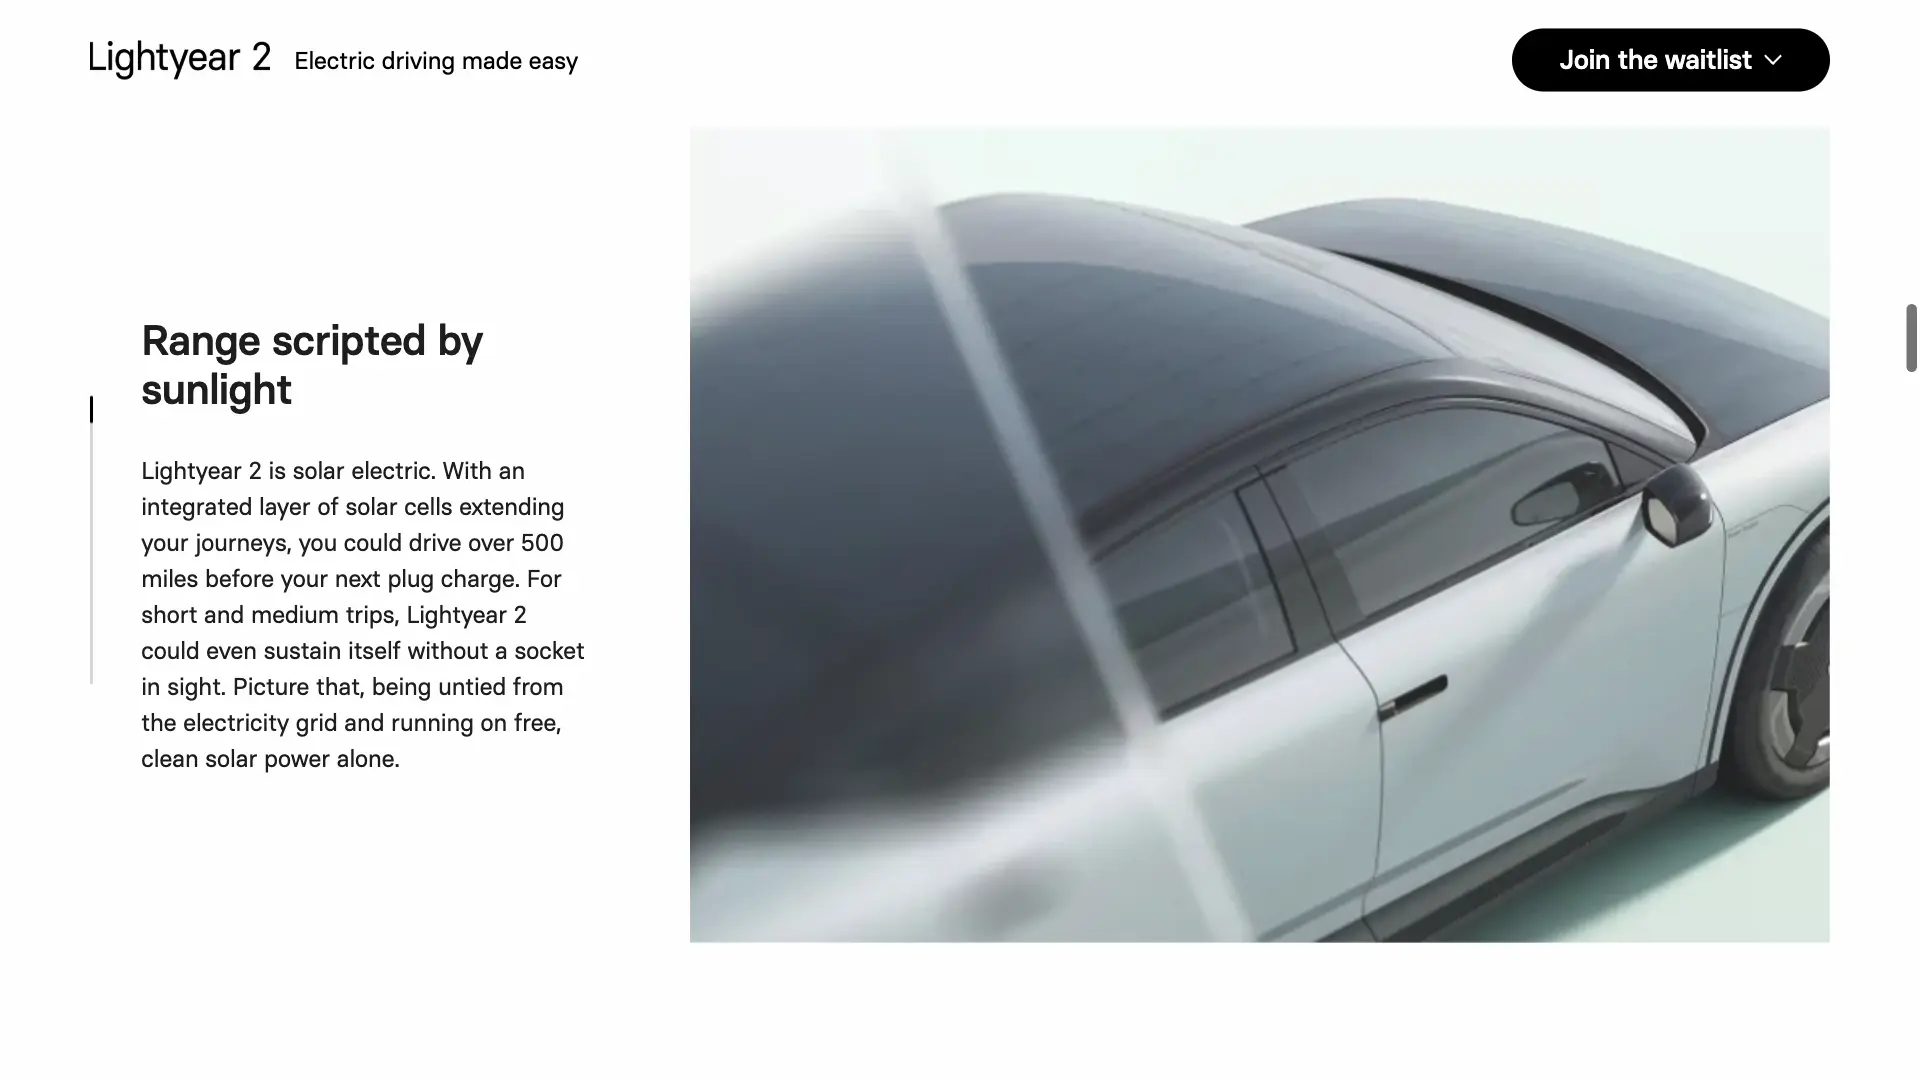 Lightyear 2
Electric driving made easy
Join the waitlist
Range scripted by
sunlight
Lightyear 2 is solar electric. With an
integrated layer of solar cells extending
your journeys, you could drive over 500
miles before your next plug charge. For
short and medium trips, Lightyear 2
could even sustain itself without a socket
in sight. Picture that, being untied from
the electricity grid and running on free,
clean solar power alone.